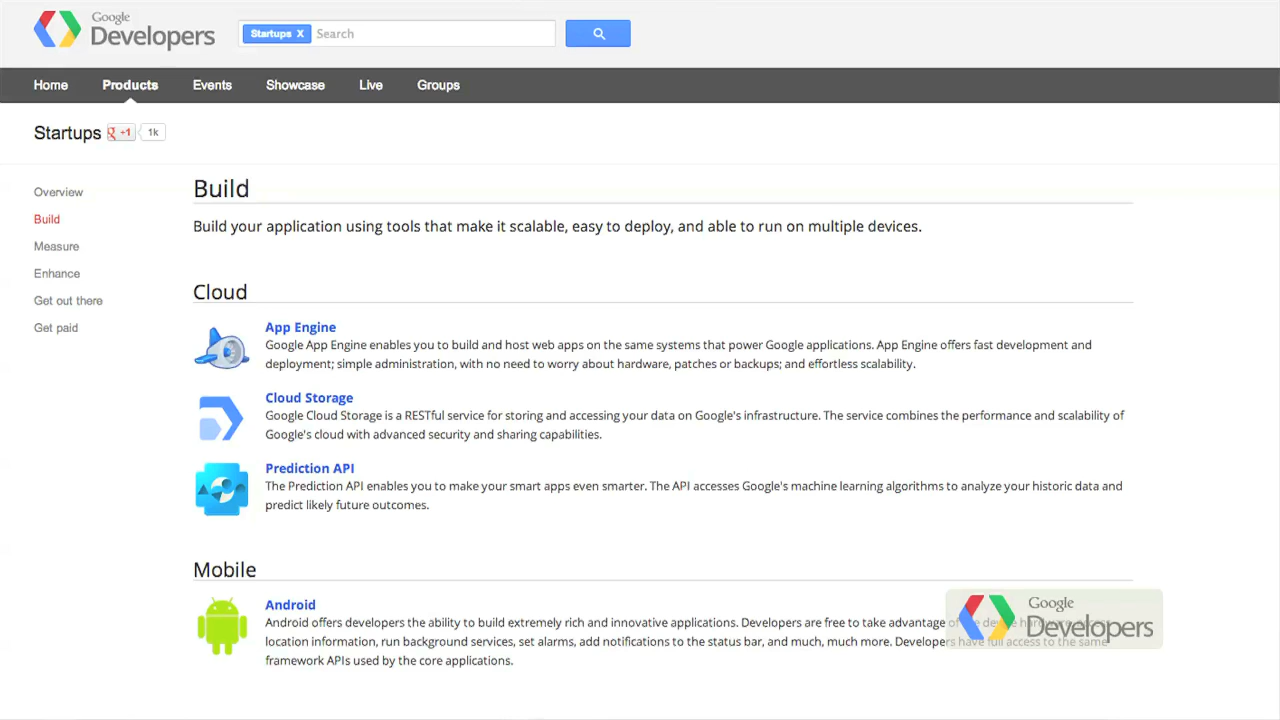 Google
Developers
Startups X Search
Home Products Events Showcase Live Groups
Startups +1 1k
Overview
Build
Measure
Enhance
Get out there
Get paid
Build
Build your application using tools that make it scalable, easy to deploy, and able to run on multiple devices.
Cloud
App Engine
Google App Engine enables you to build and host web apps on the same systems that power Google applications. App Engine offers fast development and
deployment; simple administration, with no need to worry about hardware, patches or backups; and effortless scalability.
Cloud Storage
Google Cloud Storage is a RESTful service for storing and accessing your data on Google's infrastructure. The service combines the performance and scalability of
Google's cloud with advanced security and sharing capabilities.
Prediction API
The Prediction API enables you to make your smart apps even smarter. The API accesses Google's machine learning algorithms to analyze your historic data and
predict likely future outcomes.
Mobile
Android
Android offers developers the ability to build extremely rich and innovative applications. Developers are free to take advantage of the device hardware,
location information, run background services, set alarms, add notifications to the status bar, and much, much more. Developers have full access to the same
framework APIs used by the core applications.
Google
Developers